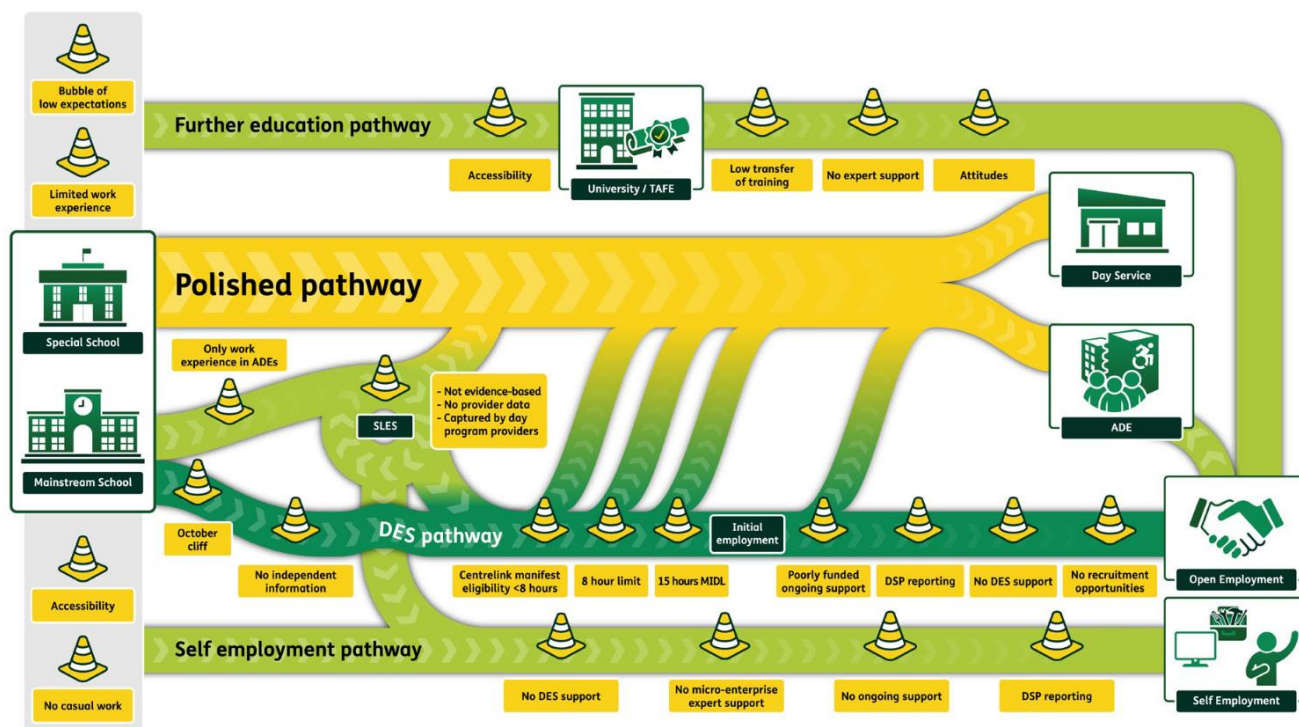 Bubble of
low expectations
Limited work
experience
Further education pathway
Accessibility
University / TAFE
Low transfer
of training
No expert support
Attitudes
Special School
Mainstream School
Polished pathway
Day Service
ADE
Only work
experience in ADEs
SLES
- Not evidence-based
- No provider data
- Captured by day
program providers
October
cliff
No independent
information
DES pathway
Centrelink manifest
eligibility <8 hours
8 hour limit
15 hours MIDL
Initial
employment
Poorly funded
ongoing support
DSP reporting
No DES support
No recruitment
opportunities
Open Employment
Accessibility
No casual work
Self employment pathway
No DES support
No micro-enterprise
expert support
No ongoing support
DSP reporting
Self Employment